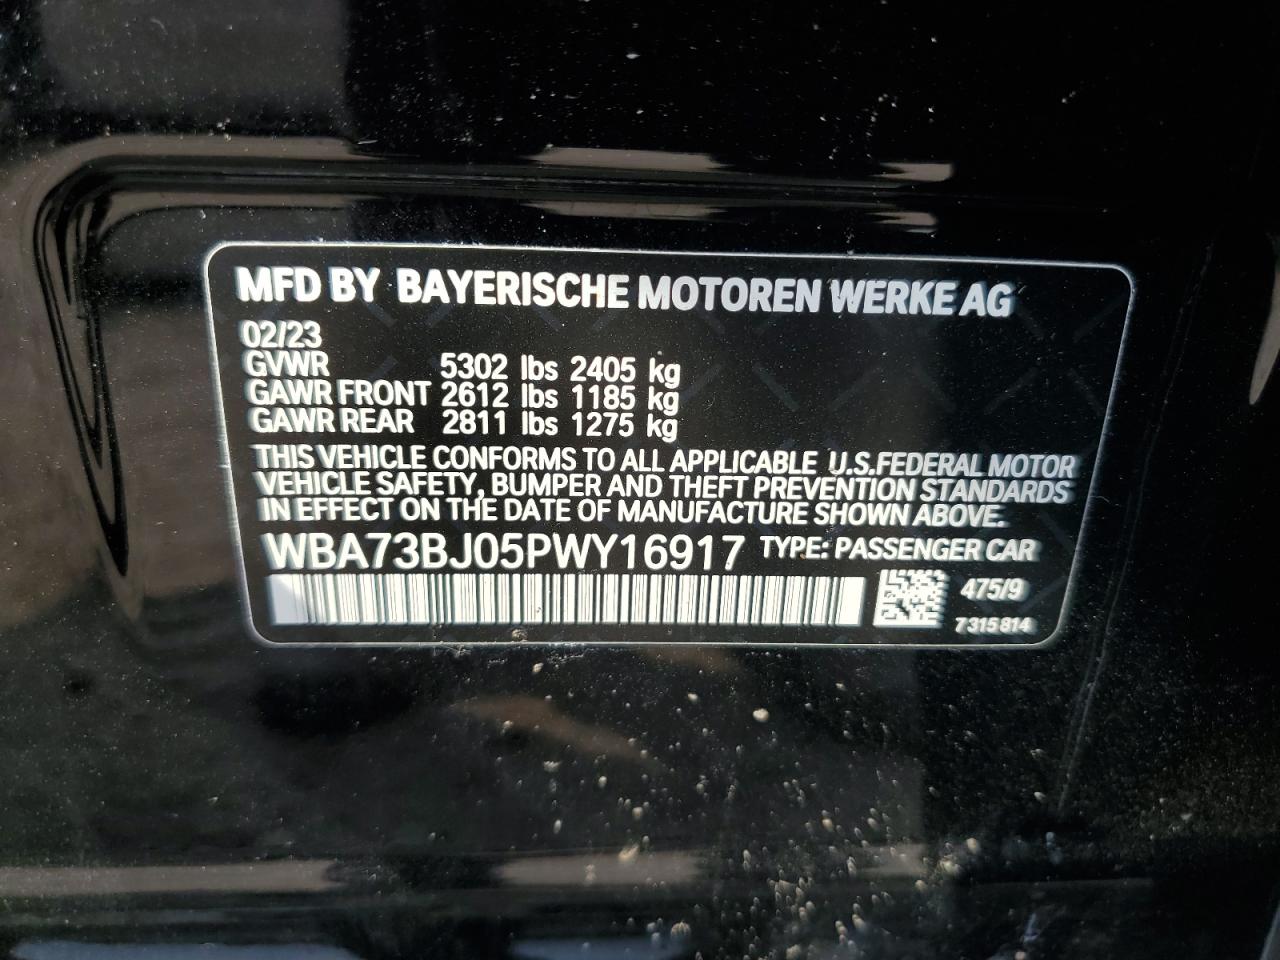 MFD BY BAYERISCHE MOTOREN WERKE AG
02/23
GVWR 5302 lbs 2405 kg
GAWR FRONT 2612 lbs 1185 kg
GAWR REAR 2811 lbs 1275 kg
THIS VEHICLE CONFORMS TO ALL APPLICABLE U.S.FEDERAL MOTOR
VEHICLE SAFETY, BUMPER AND THEFT PREVENTION STANDARDS
IN EFFECT ON THE DATE OF MANUFACTURE SHOWN ABOVE.
WBA73BJ05PWY16917 TYPE: PASSENGER CAR
475/9
7315814